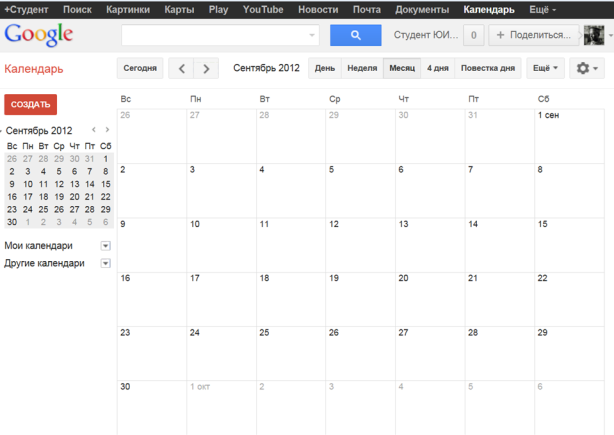 +Студент Поиск Картинки Карты Play YouTube Новости Почта Документы Календарь Ещё
Google Студент ЮИ... 0 + Поделиться...
Календарь Сегодня Сентябрь 2012 День Неделя Месяц 4 дня Повестка дня Ещё
СОЗДАТЬ
Сентябрь 2012
Вс Пн Вт Ср Чт Пт Сб
26 27 28 29 30 31 1
2 3 4 5 6 7 8
9 10 11 12 13 14 15
16 17 18 19 20 21 22
23 24 25 26 27 28 29
30 1 2 3 4 5 6
Мои календари
Другие календари
Вс Пн Вт Ср Чт Пт Сб
26 27 28 29 30 31 1 сен
2 3 4 5 6 7 8
9 10 11 12 13 14 15
16 17 18 19 20 21 22
23 24 25 26 27 28 29
30 1 окт 2 3 4 5 6